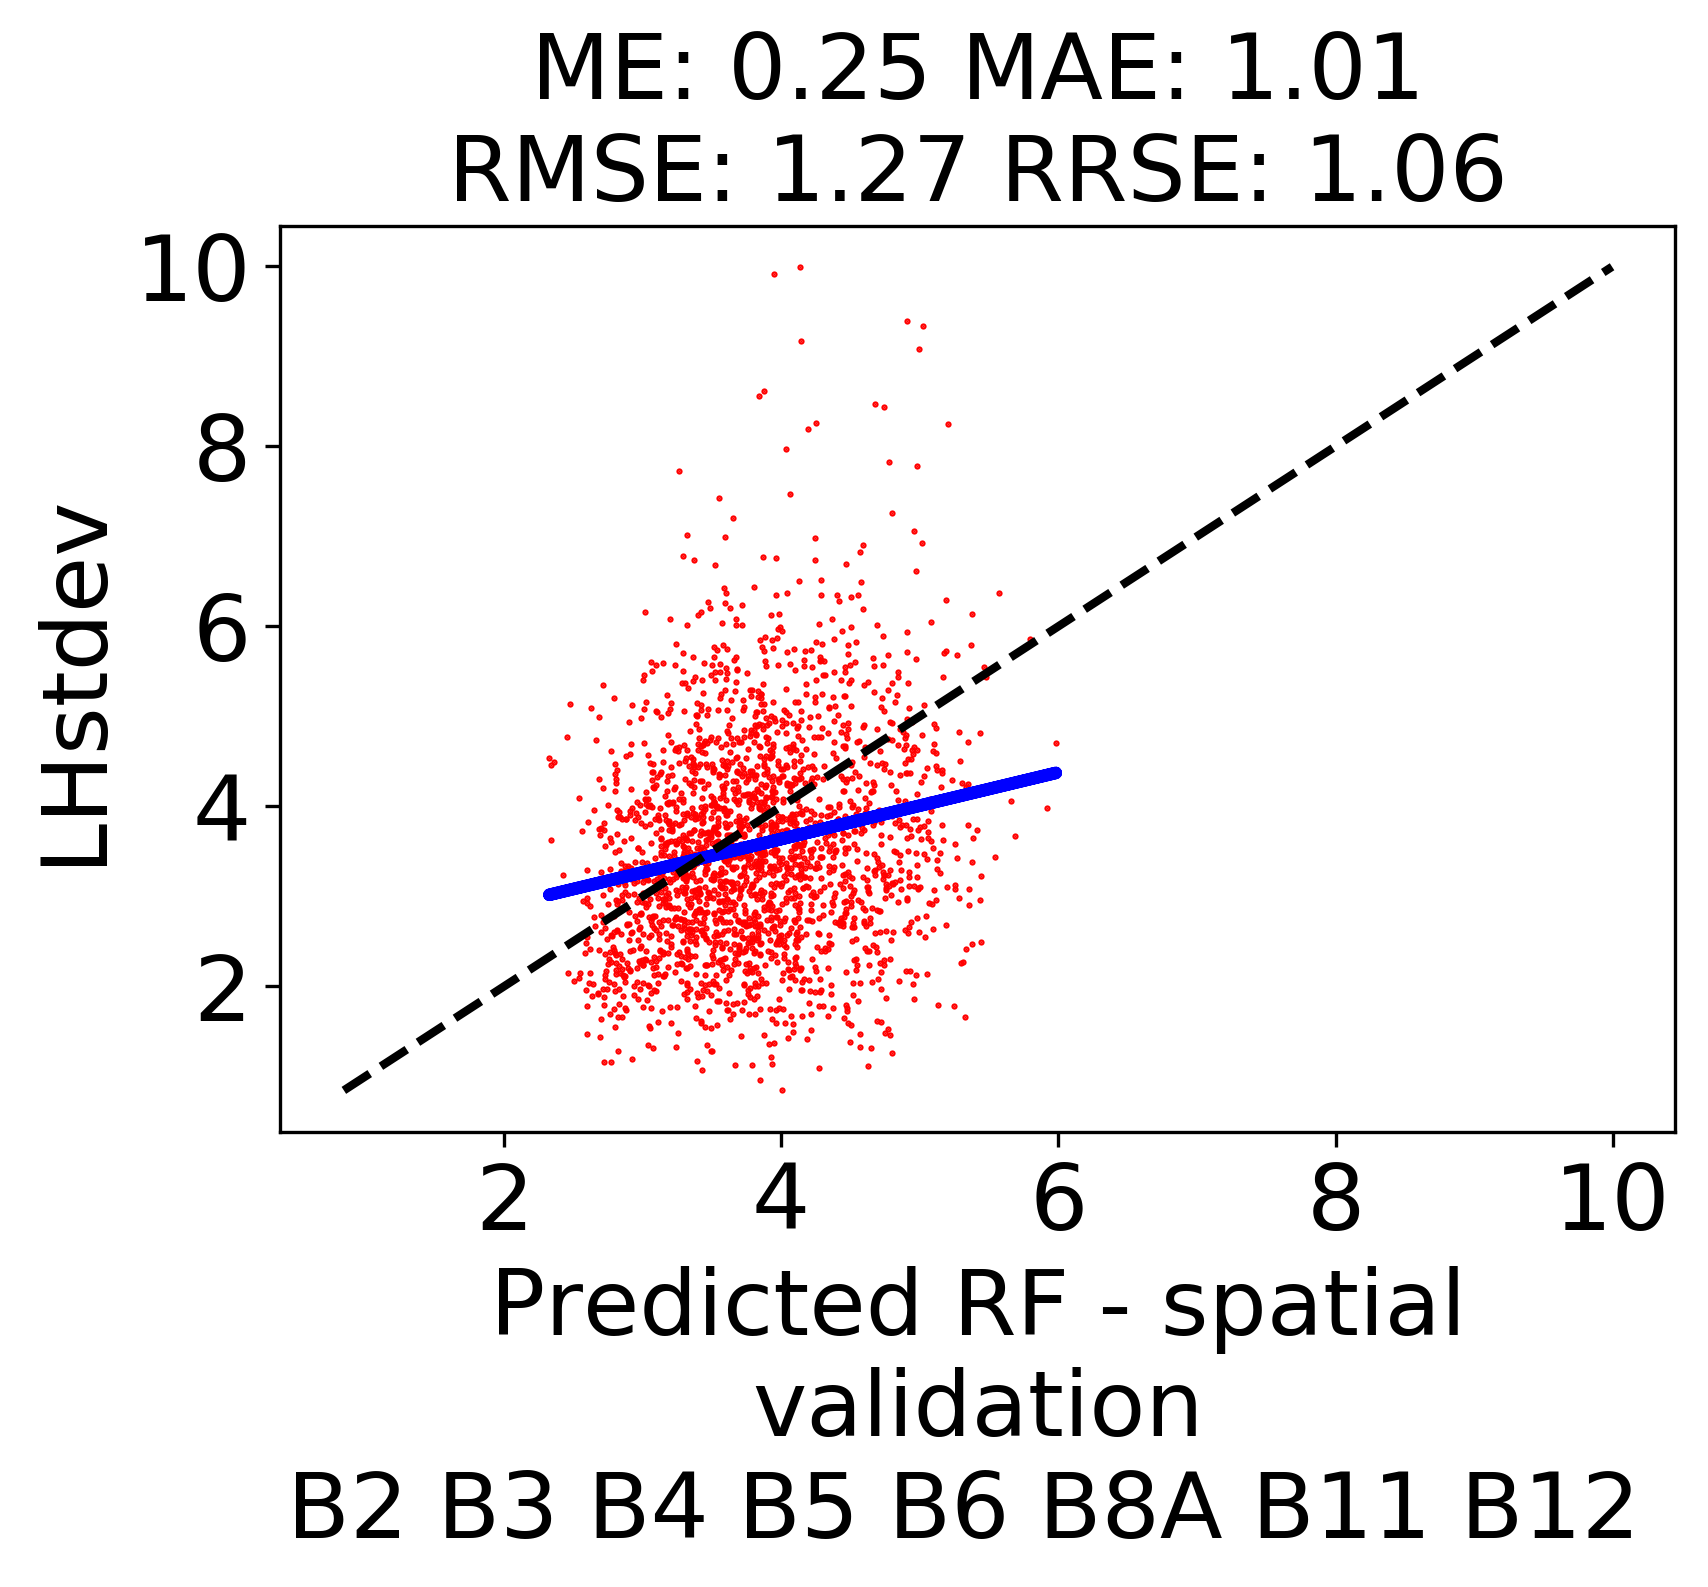 ME: 0.25 MAE: 1.01
RMSE: 1.27 RRSE: 1.06
10
8
6
4
2
LHstdev
2 4 6 8 10
Predicted RF - spatial
validation
B2 B3 B4 B5 B6 B8A B11 B12